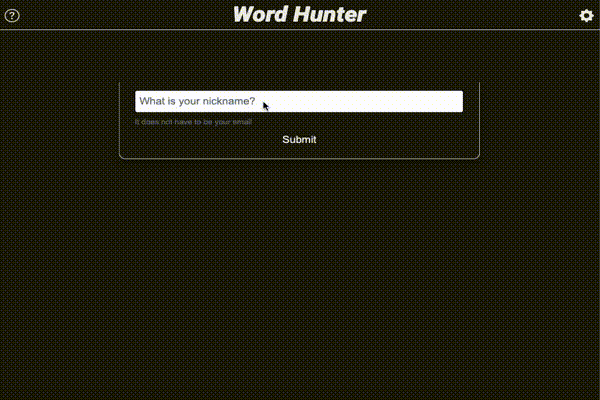 ?
Word Hunter
What is your nickname?
It does not have to be your email
Submit